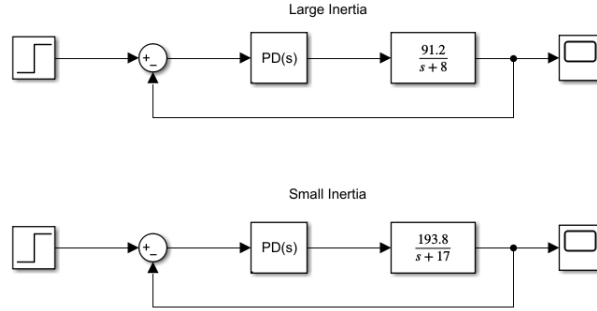 Large Inertia
+
−
PD(s)
91.2
s + 8
Small Inertia
+
−
PD(s)
193.8
s + 17